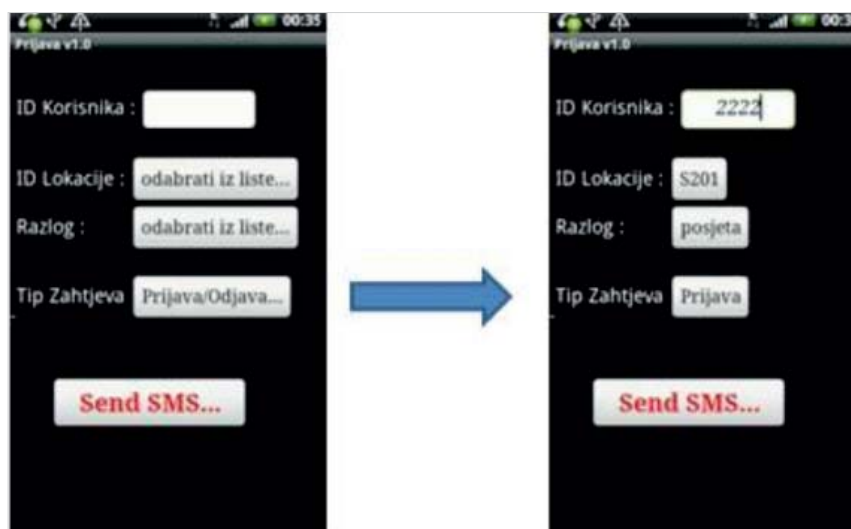 00:35
Prijava v1.0
ID Korisnika :
ID Lokacije : odabrati iz liste...
Razlog : odabrati iz liste...
Tip Zahtjeva Prijava/Odjava...
Send SMS...
00:3
Prijava v1.0
ID Korisnika : 2222
ID Lokacije : S201
Razlog : posjeta
Tip Zahtjeva Prijava
Send SMS...